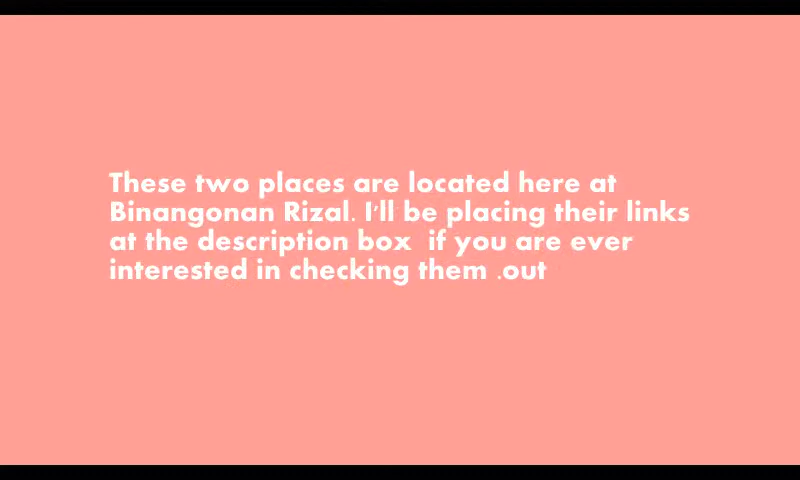 These two places are located here at
Binangonan Rizal. I'll be placing their links
at the description box  if you are ever
interested in checking them .out